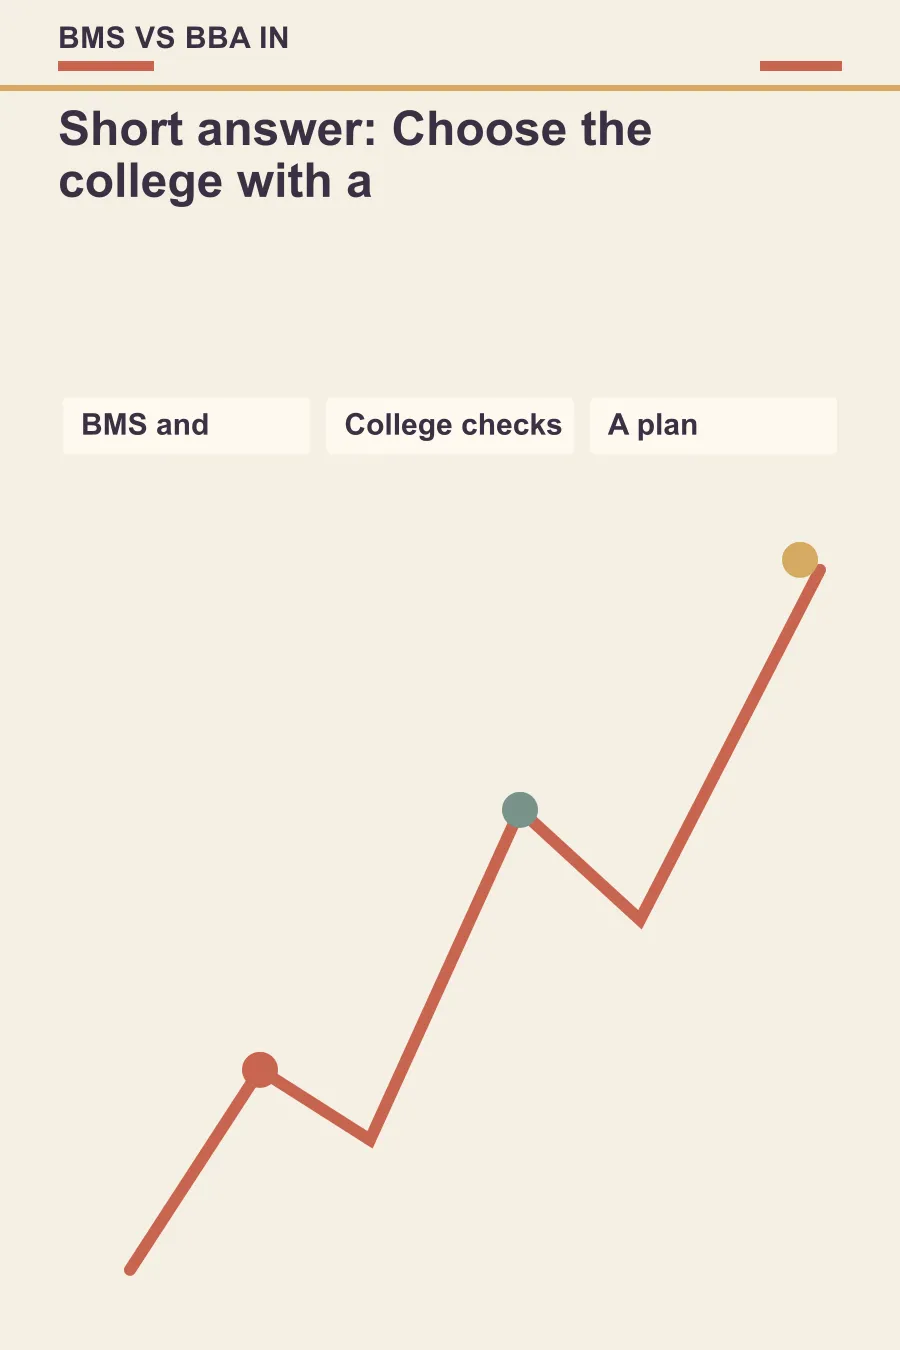 BMS VS BBA IN
Short answer: Choose the
college with a
BMS and
College checks
A plan